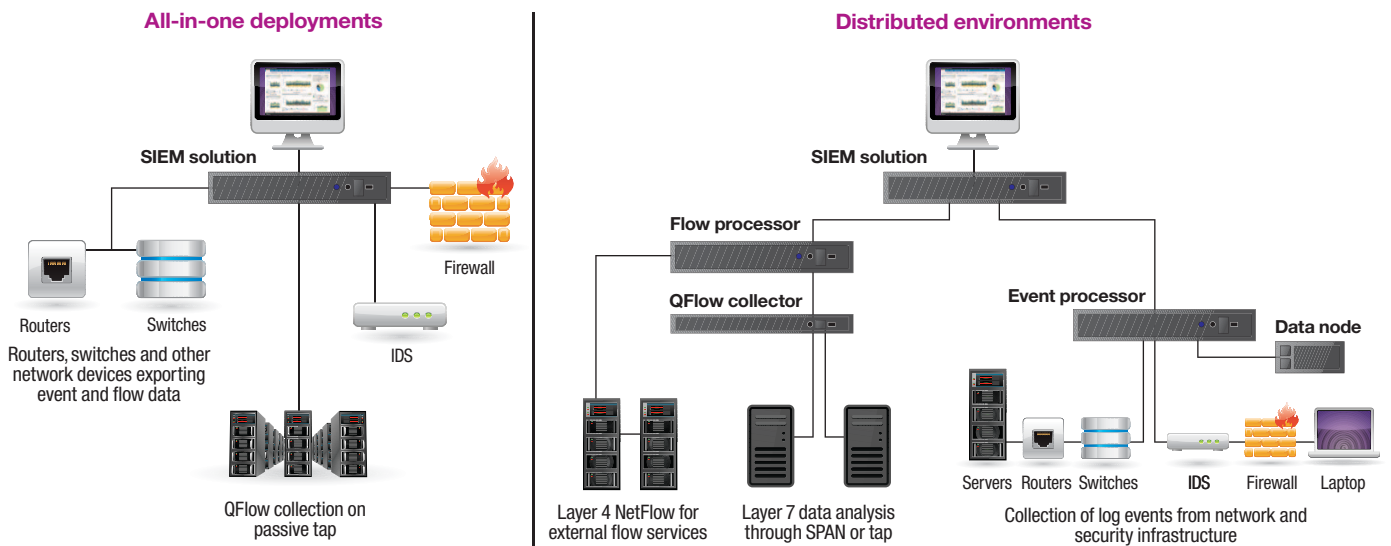 All-in-one deployments
SIEM solution
Firewall
Routers
Switches
IDS
Routers, switches and other
network devices exporting
event and flow data
QFlow collection on
passive tap
Distributed environments
SIEM solution
Flow processor
QFlow collector
Event processor
Data node
Servers
Routers
Switches
IDS
Firewall
Laptop
Layer 4 NetFlow for
external flow services
Layer 7 data analysis
through SPAN or tap
Collection of log events from network and
security infrastructure